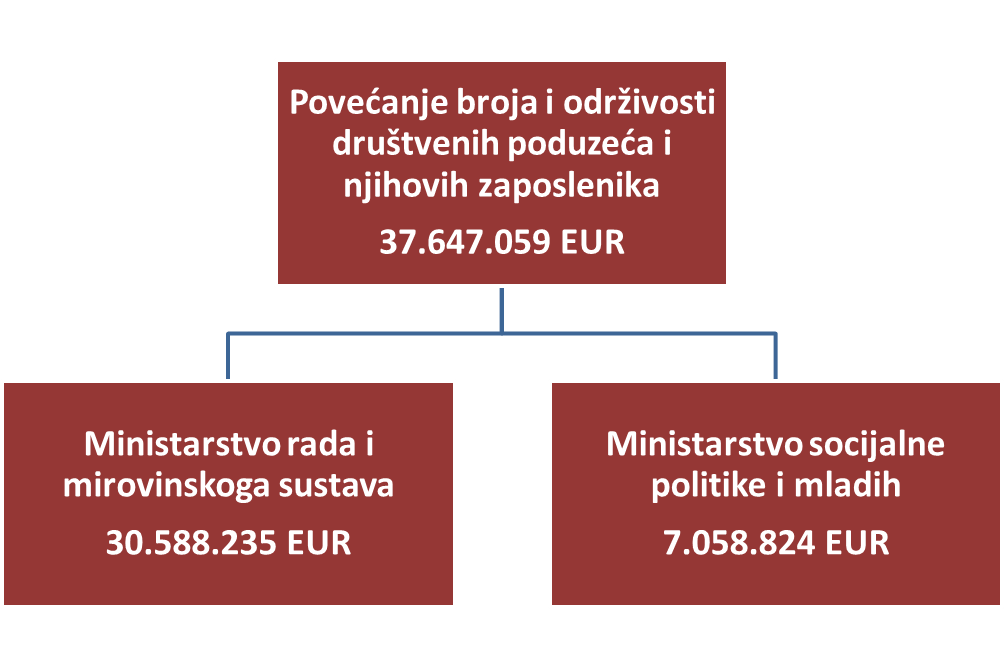 Povećanje broja i održivosti
društvenih poduzeća i
njihovih zaposlenika
37.647.059 EUR
Ministarstvo rada i
mirovinskoga sustava
30.588.235 EUR
Ministarstvo socijalne
politike i mladih
7.058.824 EUR